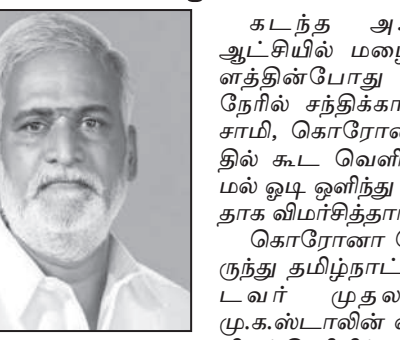 கடந்த அ.
ஆட்சியில் மழை
ளத்தின்போது
நேரில் சந்திக்கா
சாமி, கொரோன
தில் கூட வெளி
மல் ஓடி ஒளிந்து
தாக விமர்சித்தார்
கொரோனா
ருந்து தமிழ்நாட்
டவர் முதல
மு.க.ஸ்டாலின்